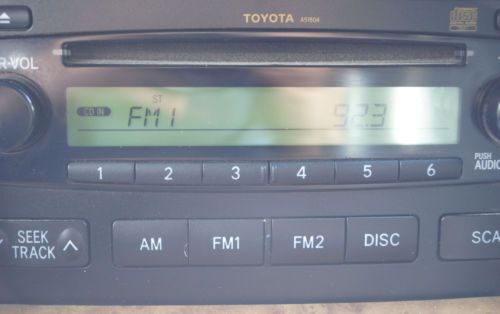 TOYOTA A51804
R·VOL
ST
CD IN FM1 92.3
1 2 3 4 5 6
PUSH
AUDIO
SEEK
TRACK
AM FM1 FM2 DISC
SCA